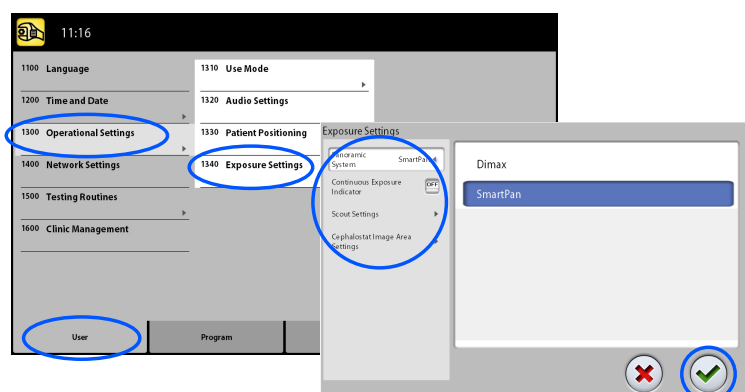 11:16
1100 Language
1200 Time and Date
1300 Operational Settings
1400 Network Settings
1500 Testing Routines
1600 Clinic Management
1310 Use Mode
1320 Audio Settings
1330 Patient Positioning
1340 Exposure Settings
User
Program
Exposure Settings
Panoramic
System
SmartPan
Continuous Exposure
Indicator
OFF
Scout Settings
Cephalostat Image Area
Settings
Dimax
SmartPan